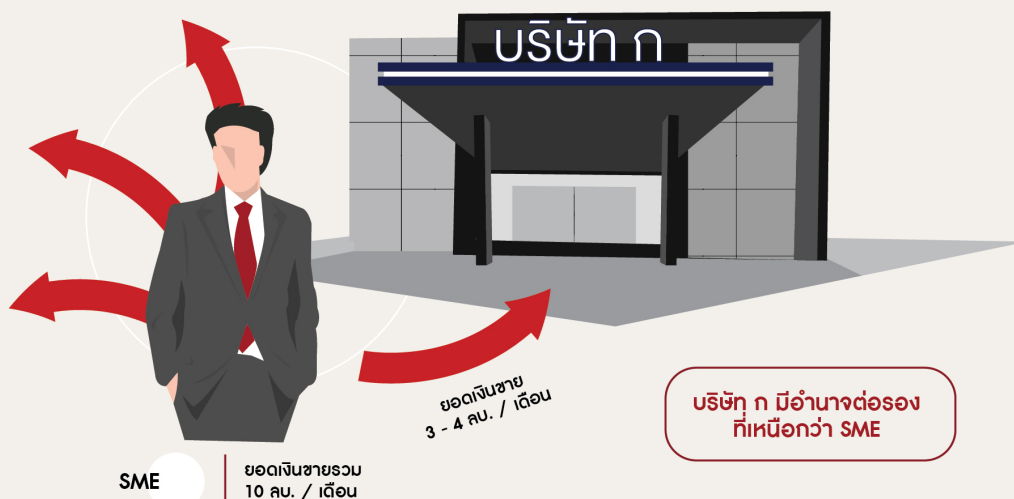 บริษัท ก
ยอดเงินขาย
3 - 4 ลบ. / เดือน
บริษัท ก มีอำนาจต่อรอง
ที่เหนือกว่า SME
SME
ยอดเงินขายรวม
10 ลบ. / เดือน